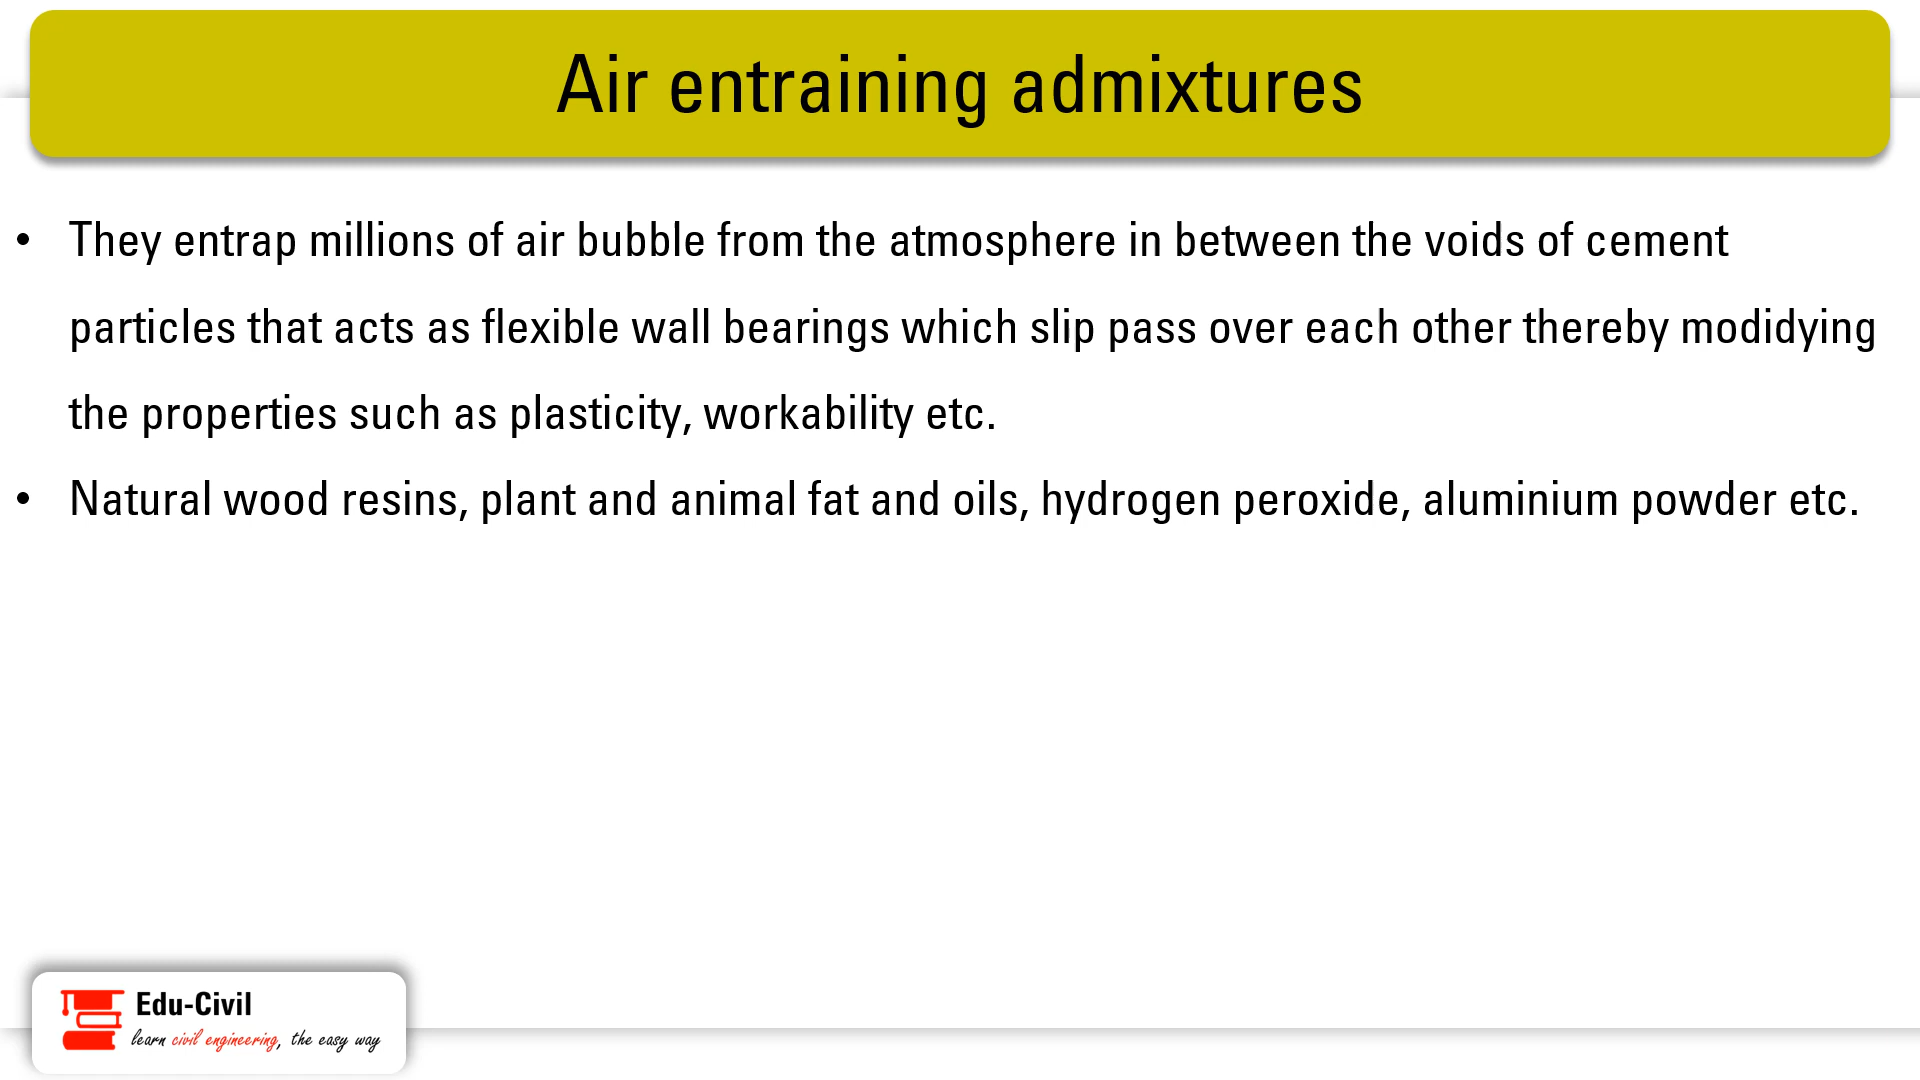 Air entraining admixtures
• They entrap millions of air bubble from the atmosphere in between the voids of cement
particles that acts as flexible wall bearings which slip pass over each other thereby modidying
the properties such as plasticity, workability etc.
• Natural wood resins, plant and animal fat and oils, hydrogen peroxide, aluminium powder etc.
Edu-Civil
learn civil engineering, the easy way